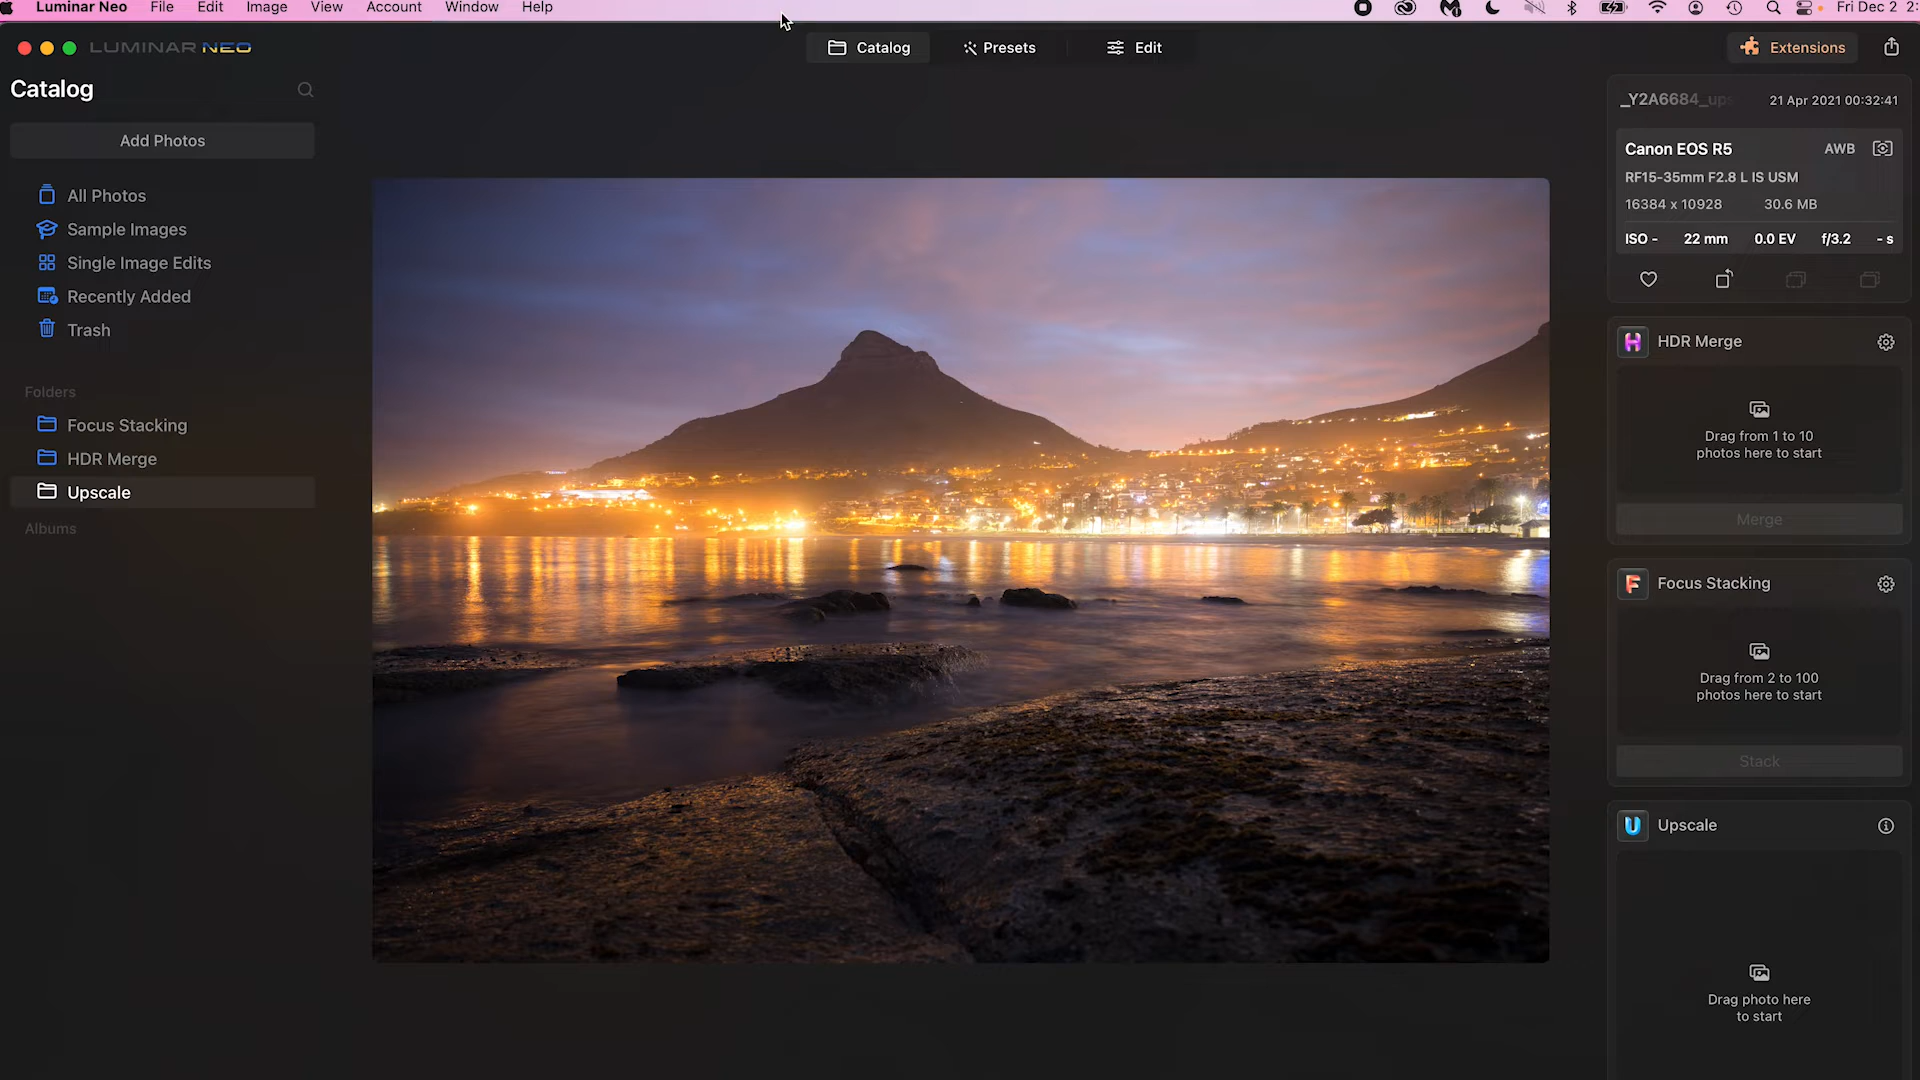 Luminar Neo File Edit Image View Account Window Help Fri Dec 2 2:
LUMINAR NEO
Catalog Presets Edit Extensions
Catalog
Add Photos
All Photos
Sample Images
Single Image Edits
Recently Added
Trash
Folders
Focus Stacking
HDR Merge
Upscale
Albums
_Y2A6684_ups 21 Apr 2021 00:32:41
Canon EOS R5 AWB
RF15-35mm F2.8 L IS USM
16384 x 10928 30.6 MB
ISO - 22 mm 0.0 EV f/3.2 - s
HDR Merge
Drag from 1 to 10
photos here to start
Merge
Focus Stacking
Drag from 2 to 100
photos here to start
Stack
Upscale
Drag photo here
to start